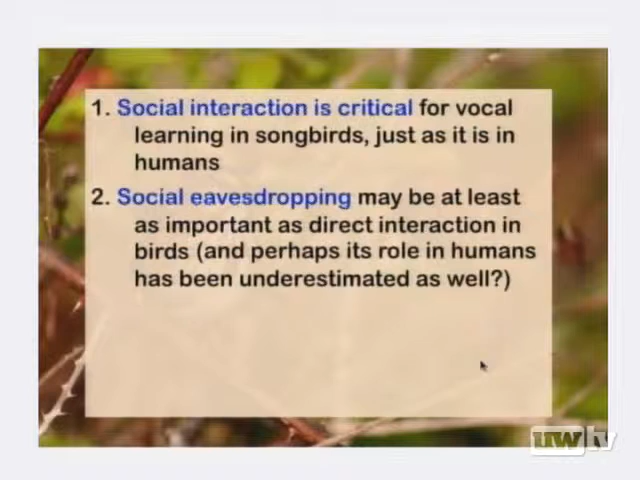 1. Social interaction is critical for vocal
learning in songbirds, just as it is in
humans
2. Social eavesdropping may be at least
as important as direct interaction in
birds (and perhaps its role in humans
has been underestimated as well?)
uwtv